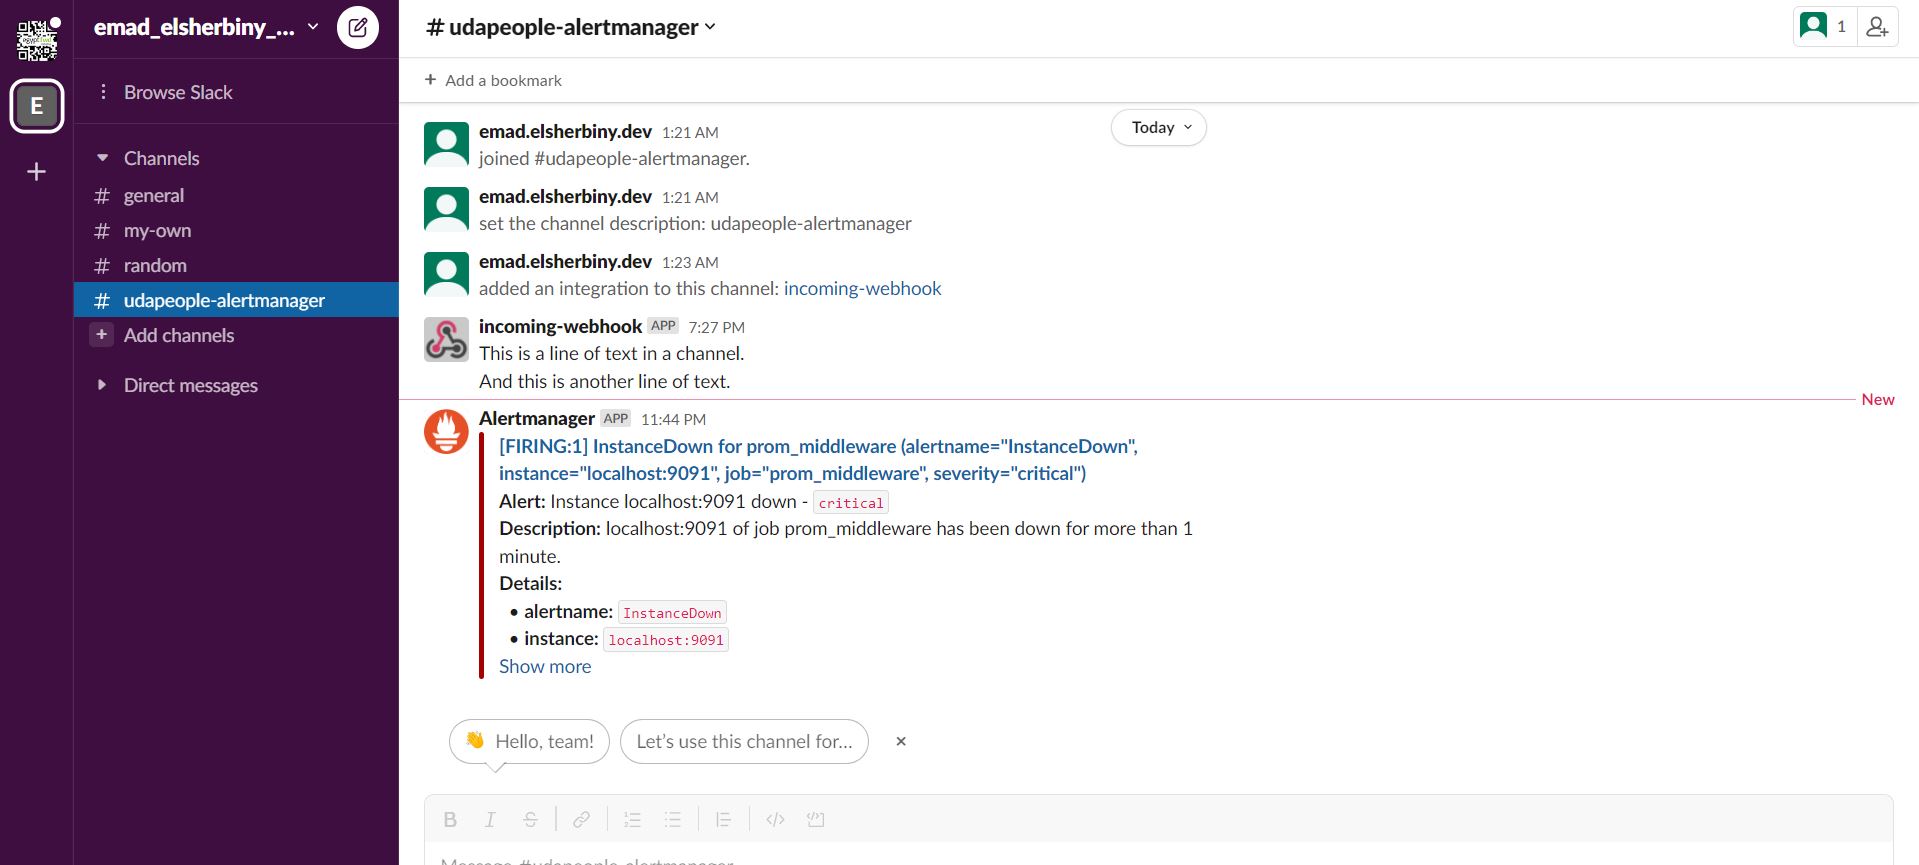 emad_elsherbiny_...
E
Browse Slack
Channels
# general
# my-own
# random
# udapeople-alertmanager
+ Add channels
Direct messages
# udapeople-alertmanager
1
+ Add a bookmark
Today
emad.elsherbiny.dev 1:21 AM
joined #udapeople-alertmanager.
emad.elsherbiny.dev 1:21 AM
set the channel description: udapeople-alertmanager
emad.elsherbiny.dev 1:23 AM
added an integration to this channel: incoming-webhook
incoming-webhook APP 7:27 PM
This is a line of text in a channel.
And this is another line of text.
New
Alertmanager APP 11:44 PM
[FIRING:1] InstanceDown for prom_middleware (alertname="InstanceDown",
instance="localhost:9091", job="prom_middleware", severity="critical")
Alert: Instance localhost:9091 down - critical
Description: localhost:9091 of job prom_middleware has been down for more than 1
minute.
Details:
• alertname: InstanceDown
• instance: localhost:9091
Show more
👋 Hello, team!
Let's use this channel for...
B I S
Message #udapeople-alertmanager